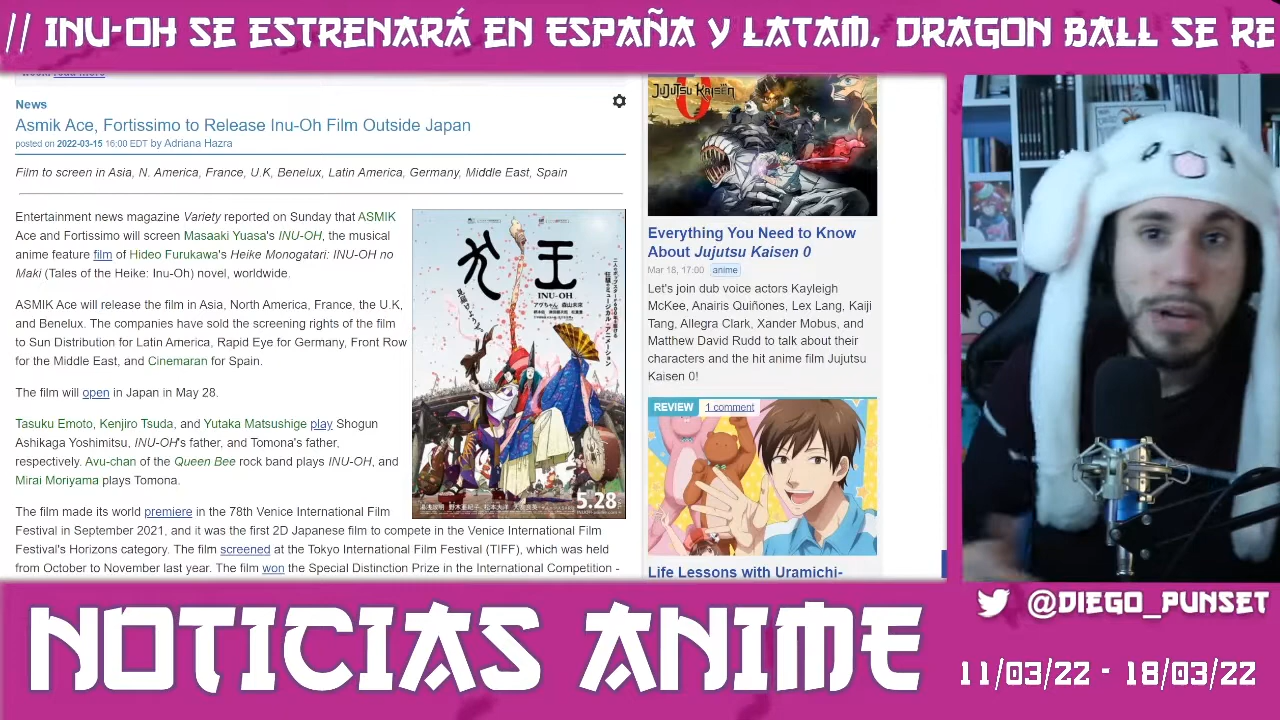 // INU-OH SE ESTRENARÁ EN ESPAÑA Y LATAM, DRAGON BALL SE RE
week. read more
News
Asmik Ace, Fortissimo to Release Inu-Oh Film Outside Japan
posted on 2022-03-15 16:00 EDT by Adriana Hazra
Film to screen in Asia, N. America, France, U.K, Benelux, Latin America, Germany, Middle East, Spain
Entertainment news magazine Variety reported on Sunday that ASMIK
Ace and Fortissimo will screen Masaaki Yuasa's INU-OH, the musical
anime feature film of Hideo Furukawa's Heike Monogatari: INU-OH no
Maki (Tales of the Heike: Inu-Oh) novel, worldwide.
ASMIK Ace will release the film in Asia, North America, France, the U.K,
and Benelux. The companies have sold the screening rights of the film
to Sun Distribution for Latin America, Rapid Eye for Germany, Front Row
for the Middle East, and Cinemaran for Spain.
The film will open in Japan in May 28.
Tasuku Emoto, Kenjiro Tsuda, and Yutaka Matsushige play Shogun
Ashikaga Yoshimitsu, INU-OH's father, and Tomona's father.
respectively. Avu-chan of the Queen Bee rock band plays INU-OH, and
Mirai Moriyama plays Tomona.
The film made its world premiere in the 78th Venice International Film
Festival in September 2021, and it was the first 2D Japanese film to compete in the Venice International Film
Festival's Horizons category. The film screened at the Tokyo International Film Festival (TIFF), which was held
from October to November last year. The film won the Special Distinction Prize in the International Competition -
犬王
INU-OH
アヴちゃん 森山未來
5.28
JUJUTSU KAISEN
0
Everything You Need to Know
About Jujutsu Kaisen 0
Mar 18, 17:00 anime
Let's join dub voice actors Kayleigh
McKee, Anairis Quiñones, Lex Lang, Kaiji
Tang, Allegra Clark, Xander Mobus, and
Matthew David Rudd to talk about their
characters and the hit anime film Jujutsu
Kaisen 0!
REVIEW 1 comment
Life Lessons with Uramichi-
NOTICIAS ANIME
@DIEGO_PUNSET
11/03/22 - 18/03/22